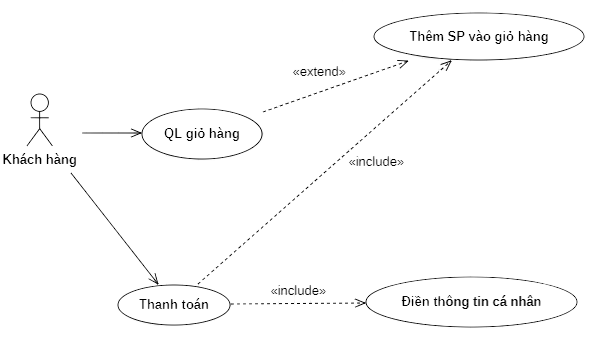 Thêm SP vào giỏ hàng
«extend»
QL giỏ hàng
Khách hàng
«include»
Thanh toán
«include»
Điền thông tin cá nhân